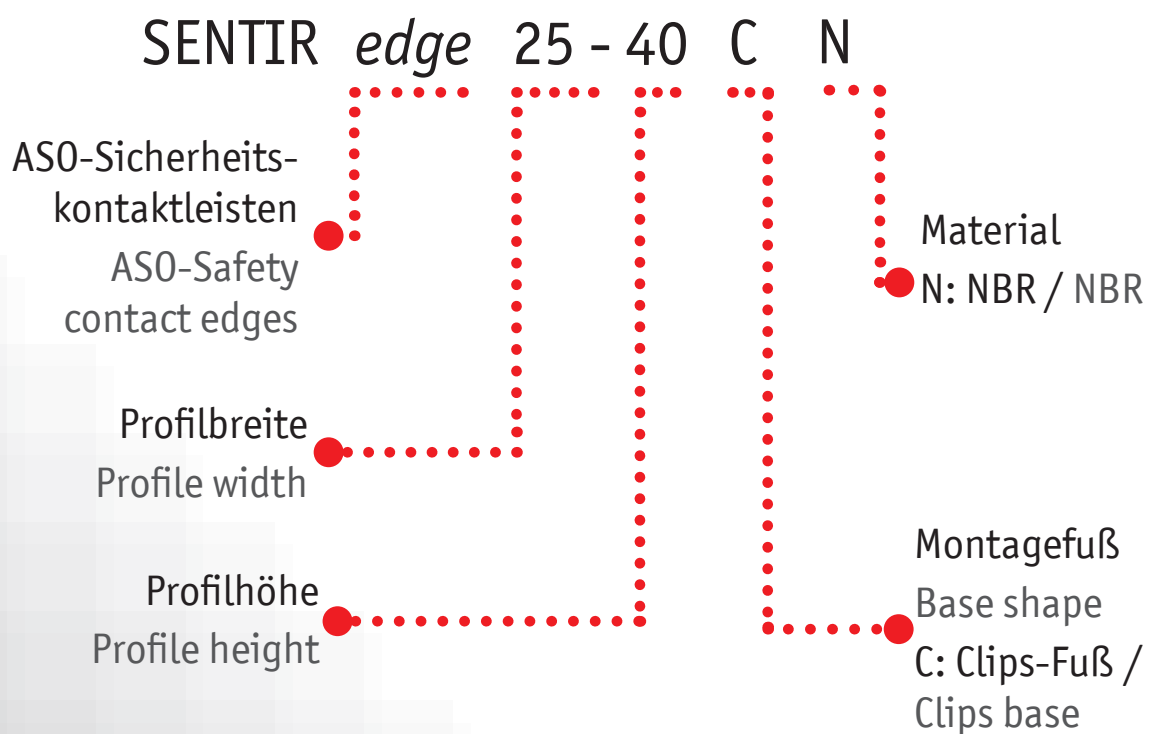 SENTIR edge 25 - 40 C N
ASO-Sicherheits-
kontaktleisten
ASO-Safety
contact edges
Profilbreite
Profile width
Profilhöhe
Profile height
Material
N: NBR / NBR
Montagefuß
Base shape
C: Clips-Fuß /
Clips base